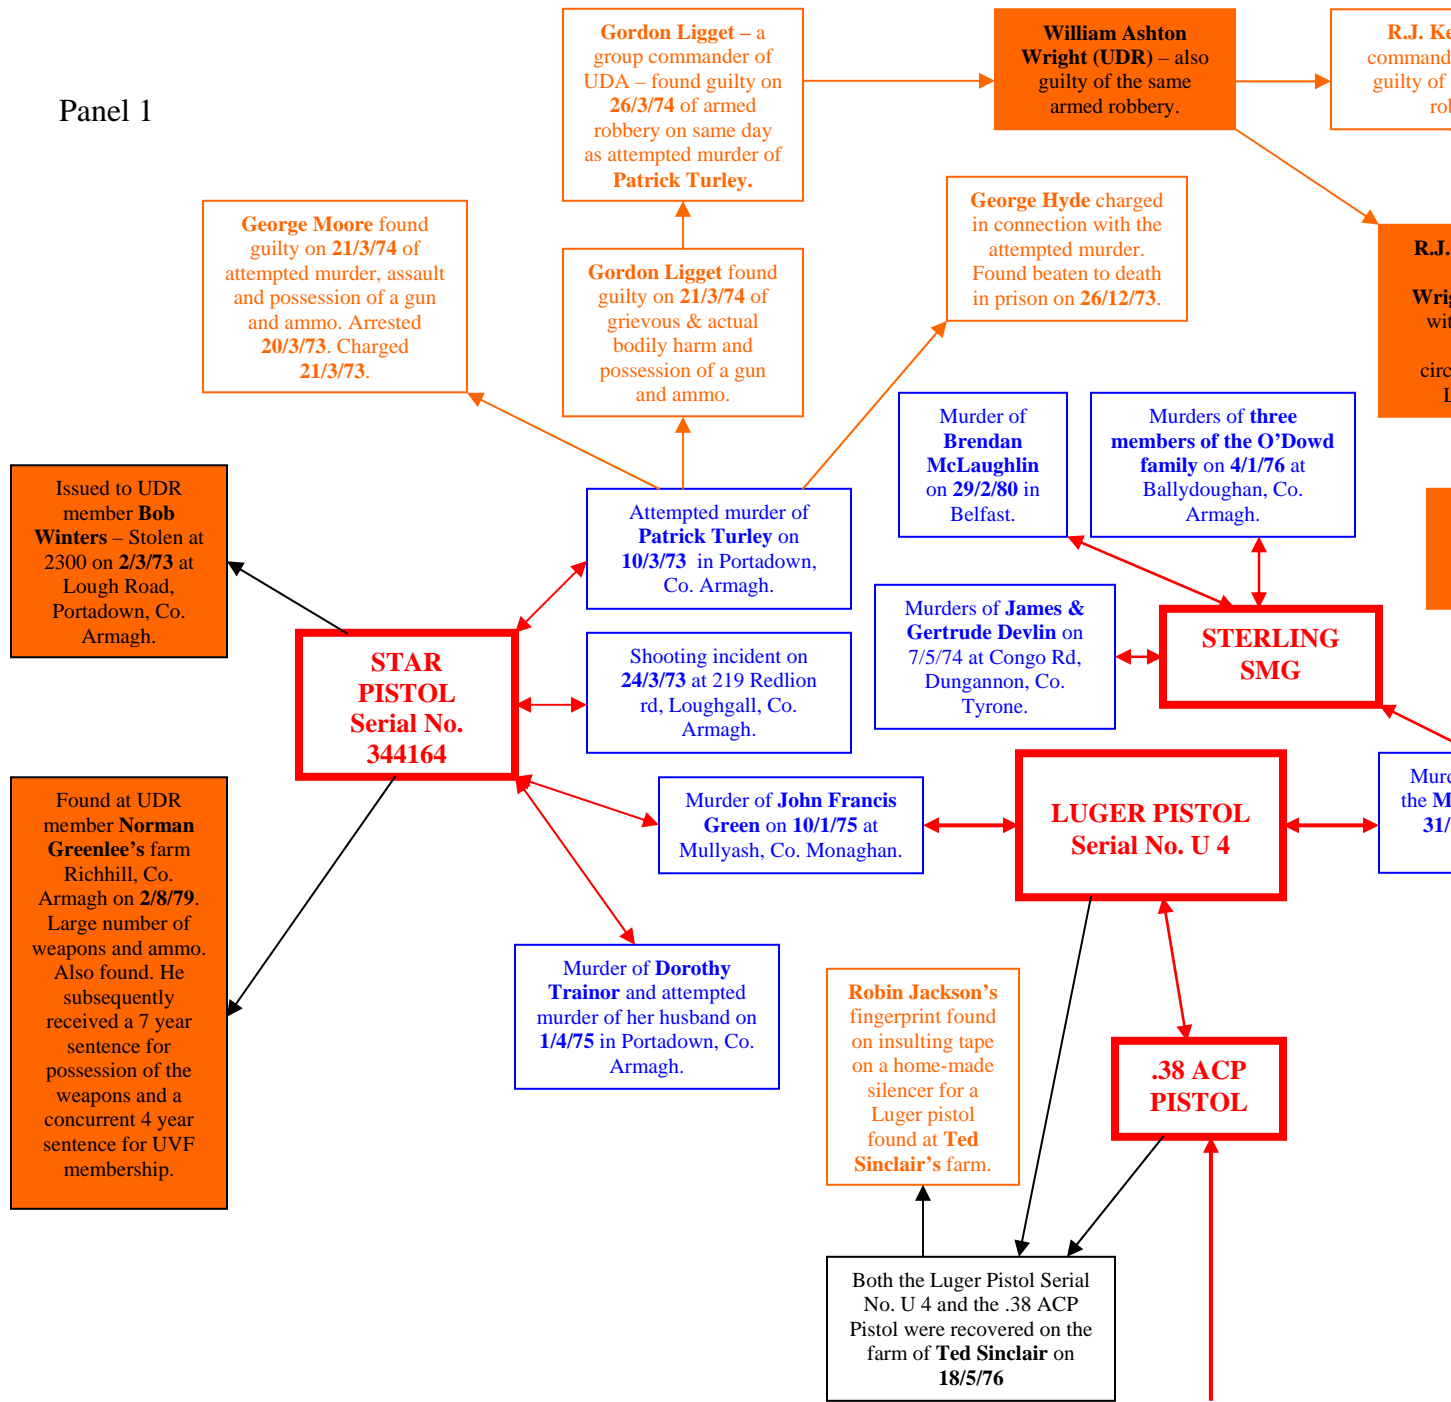 Panel 1
Gordon Ligget – a
group commander of
UDA – found guilty on
26/3/74 of armed
robbery on same day
as attempted murder of
Patrick Turley.
William Ashton
Wright (UDR) – also
guilty of the same
armed robbery.
R.J.
command
guilty of
George Moore found
guilty on 21/3/74 of
attempted murder, assault
and possession of a gun
and ammo. Arrested
20/3/73. Charged
21/3/73.
Gordon Ligget found
guilty on 21/3/74 of
grievous & actual
bodily harm and
possession of a gun
and ammo.
George Hyde charged
in connection with the
attempted murder.
Found beaten to death
in prison on 26/12/73.
R.J.
Issued to UDR
member Bob
Winters – Stolen at
2300 on 2/3/73 at
Lough Road,
Portadown, Co.
Armagh.
Attempted murder of
Patrick Turley on
10/3/73 in Portadown,
Co. Armagh.
Murder of
Brendan
McLaughlin
on 29/2/80 in
Belfast.
Murders of three
members of the O’Dowd
family on 4/1/76 at
Ballydoughan, Co.
Armagh.
STAR
PISTOL
Serial No.
344164
Shooting incident on
24/3/73 at 219 Redlion
rd, Loughgall, Co.
Armagh.
Murders of James &
Gertrude Devlin on
7/5/74 at Congo Rd,
Dungannon, Co.
Tyrone.
STERLING
SMG
Found at UDR
member Norman
Greenlee’s farm
Richhill, Co.
Armagh on 2/8/79.
Large number of
weapons and ammo.
Also found. He
subsequently
received a 7 year
sentence for
possession of the
weapons and a
concurrent 4 year
sentence for UVF
membership.
Murder of John Francis
Green on 10/1/75 at
Mullyash, Co. Monaghan.
LUGER PISTOL
Serial No. U 4
Murd
the M
31/
Murder of Dorothy
Trainor and attempted
murder of her husband on
1/4/75 in Portadown, Co.
Armagh.
Robin Jackson’s
fingerprint found
on insulting tape
on a home-made
silencer for a
Luger pistol
found at Ted
Sinclair’s farm.
.38 ACP
PISTOL
Both the Luger Pistol Serial
No. U 4 and the .38 ACP
Pistol were recovered on the
farm of Ted Sinclair on
18/5/76